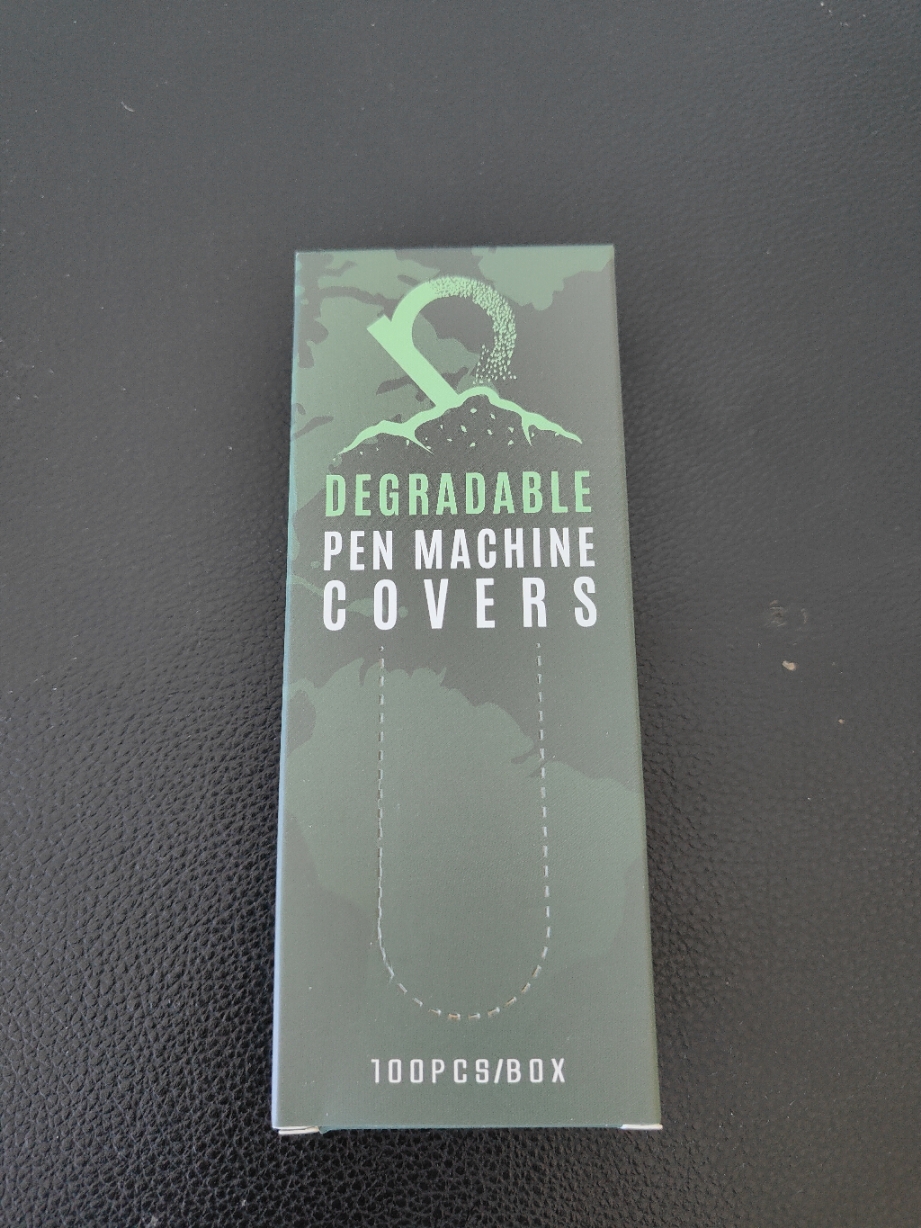 DEGRADABLE
PEN MACHINE
COVERS
100PCS/BOX